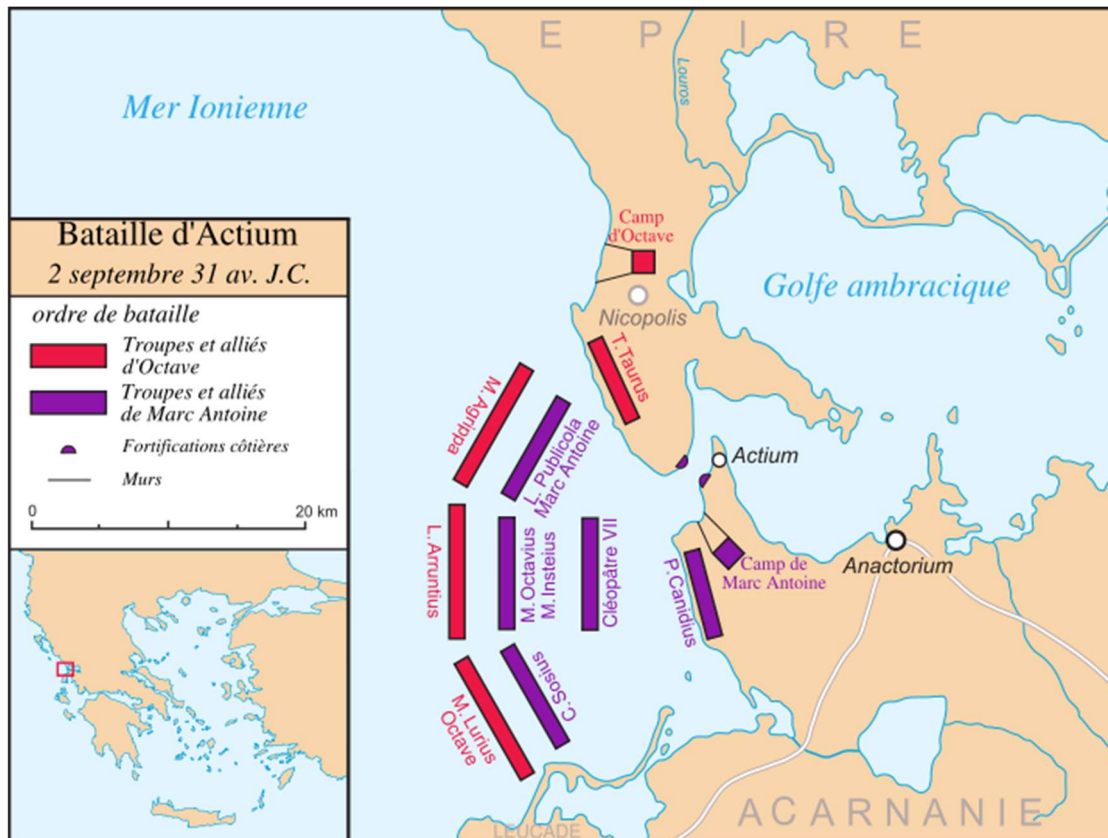 EPIRE
Mer Ionienne
Louros
Bataille d'Actium
2 septembre 31 av. J.C.
ordre de bataille
Troupes et alliés
d'Octave
Troupes et alliés
de Marc Antoine
Fortifications côtières
Murs
0 20 km
Camp
d'Octave
Nicopolis
Golfe ambracique
T.Taurus
M. Agrippa
L. Publicola
Marc Antoine
Actium
L. Arruntius
M.Octavius
M. Insteius
Cléopâtre VII
P.Canidius
Camp de
Marc Antoine
Anactorium
M. Lurius
Octave
C.Sosius
LEUCADE
ACARNANIE